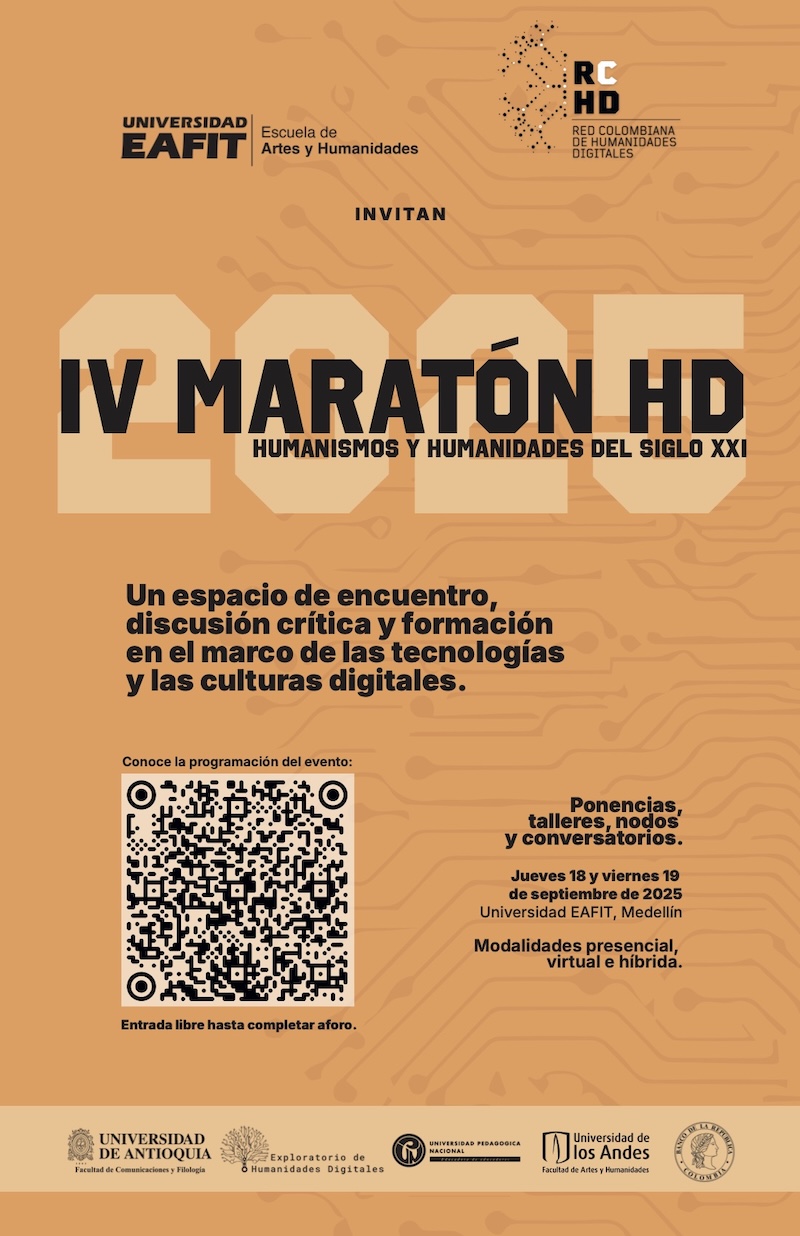 UNIVERSIDAD
EAFIT
Escuela de
Artes y Humanidades
RC
HD
RED COLOMBIANA
DE HUMANIDADES
DIGITALES
INVITAN
2025
IV MARATÓN HD
HUMANISMOS Y HUMANIDADES DEL SIGLO XXI
Un espacio de encuentro,
discusión crítica y formación
en el marco de las tecnologías
y las culturas digitales.
Conoce la programación del evento:
Entrada libre hasta completar aforo.
Ponencias,
talleres, nodos
y conversatorios.
Jueves 18 y viernes 19
de septiembre de 2025
Universidad EAFIT, Medellín
Modalidades presencial,
virtual e híbrida.
UNIVERSIDAD
DE ANTIOQUIA
Facultad de Comunicaciones y Filología
Exploratorio de
Humanidades Digitales
UNIVERSIDAD PEDAGOGICA
NACIONAL
Universidad de
los Andes
Facultad de Artes y Humanidades
BANCO DE LA REPUBLICA
COLOMBIA